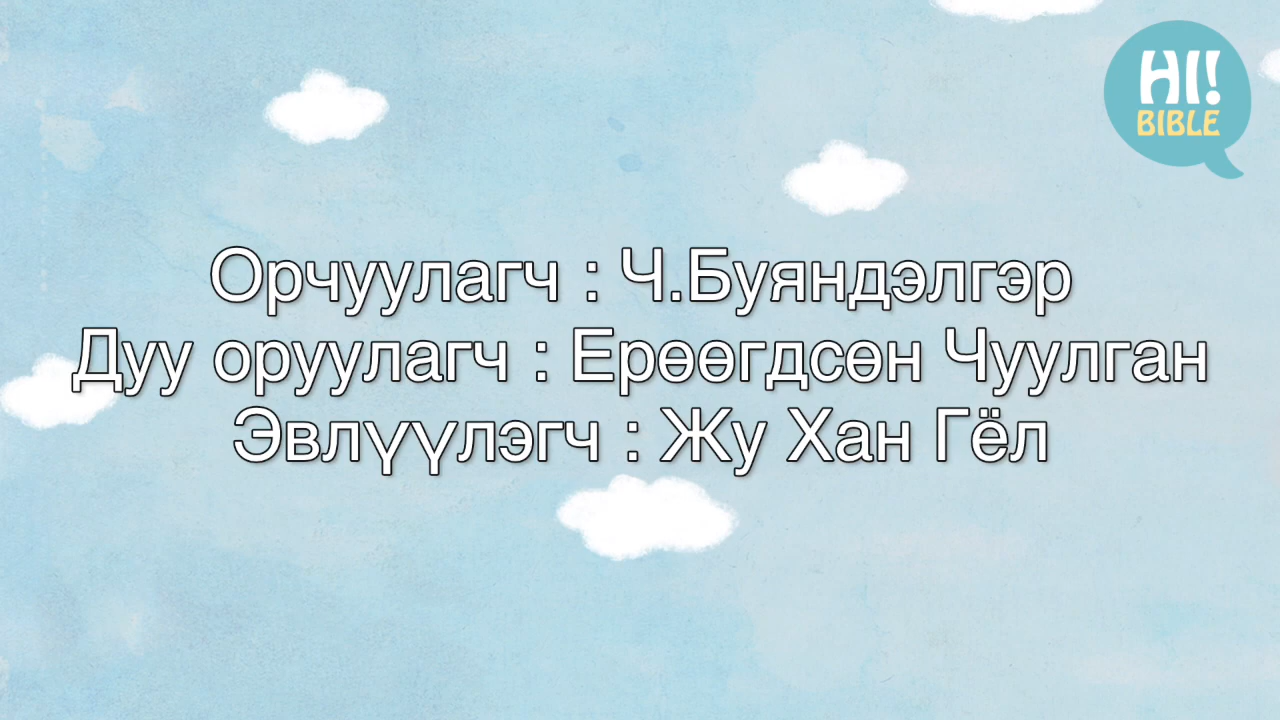 HI!
BIBLE
Орчуулагч : Ч.Буяндэлгэр
Дуу оруулагч : Ерөөгдсөн Чуулган
Эвлүүлэгч : Жу Хан Гёл